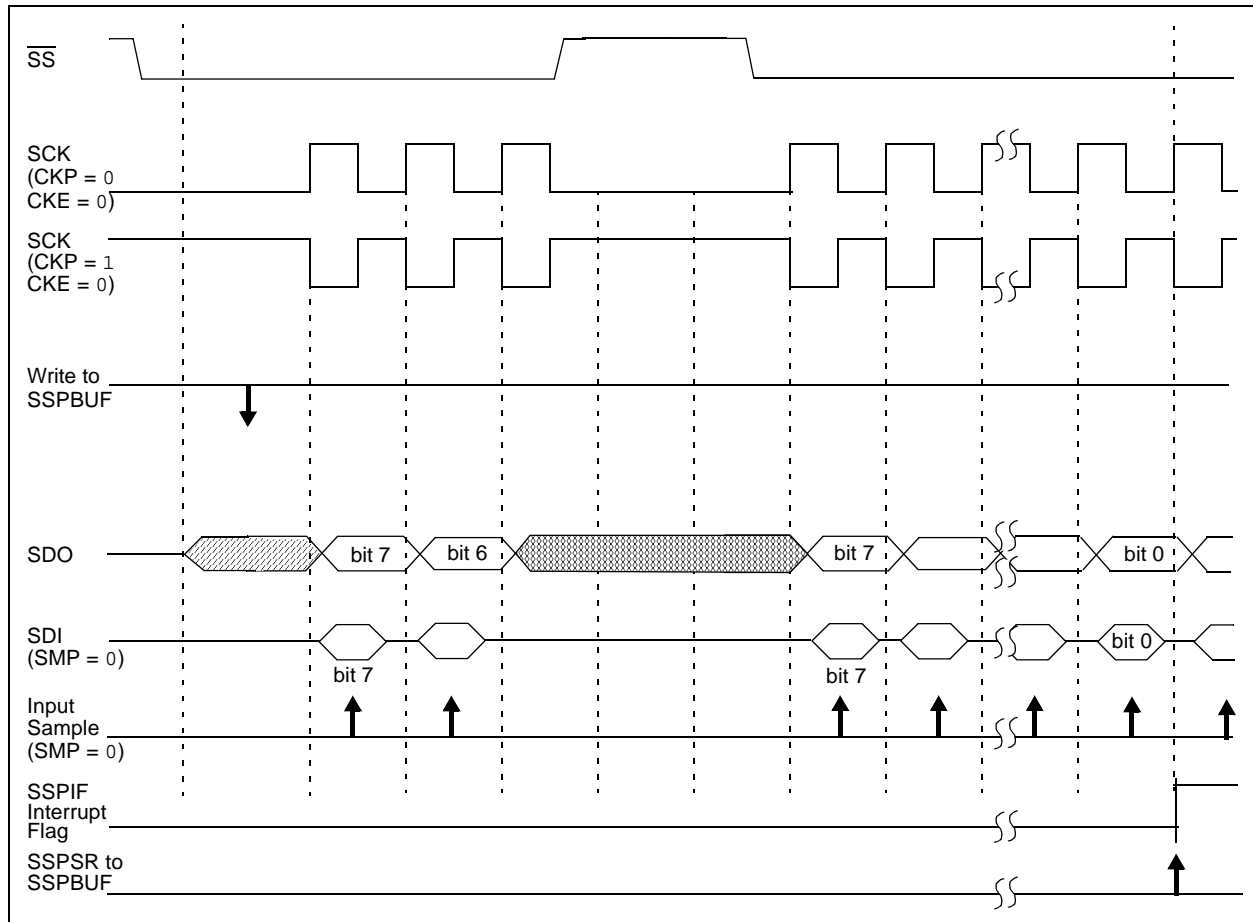 SS
SCK
(CKP = 0
CKE = 0)
SCK
(CKP = 1
CKE = 0)
Write to
SSPBUF
SDO
bit 7
bit 6
bit 7
bit 0
SDI
(SMP = 0)
bit 7
bit 7
bit 0
Input
Sample
(SMP = 0)
SSPIF
Interrupt
Flag
SSPSR to
SSPBUF